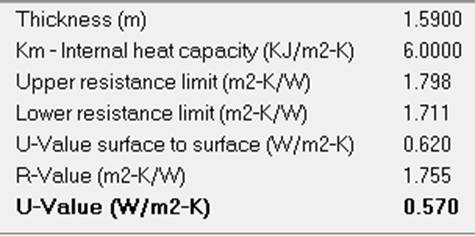 Thickness (m) 1.5900
Km - Internal heat capacity (KJ/m2-K) 6.0000
Upper resistance limit (m2-K/W) 1.798
Lower resistance limit (m2-K/W) 1.711
U-Value surface to surface (W/m2-K) 0.620
R-Value (m2-K/W) 1.755
U-Value (W/m2-K) 0.570